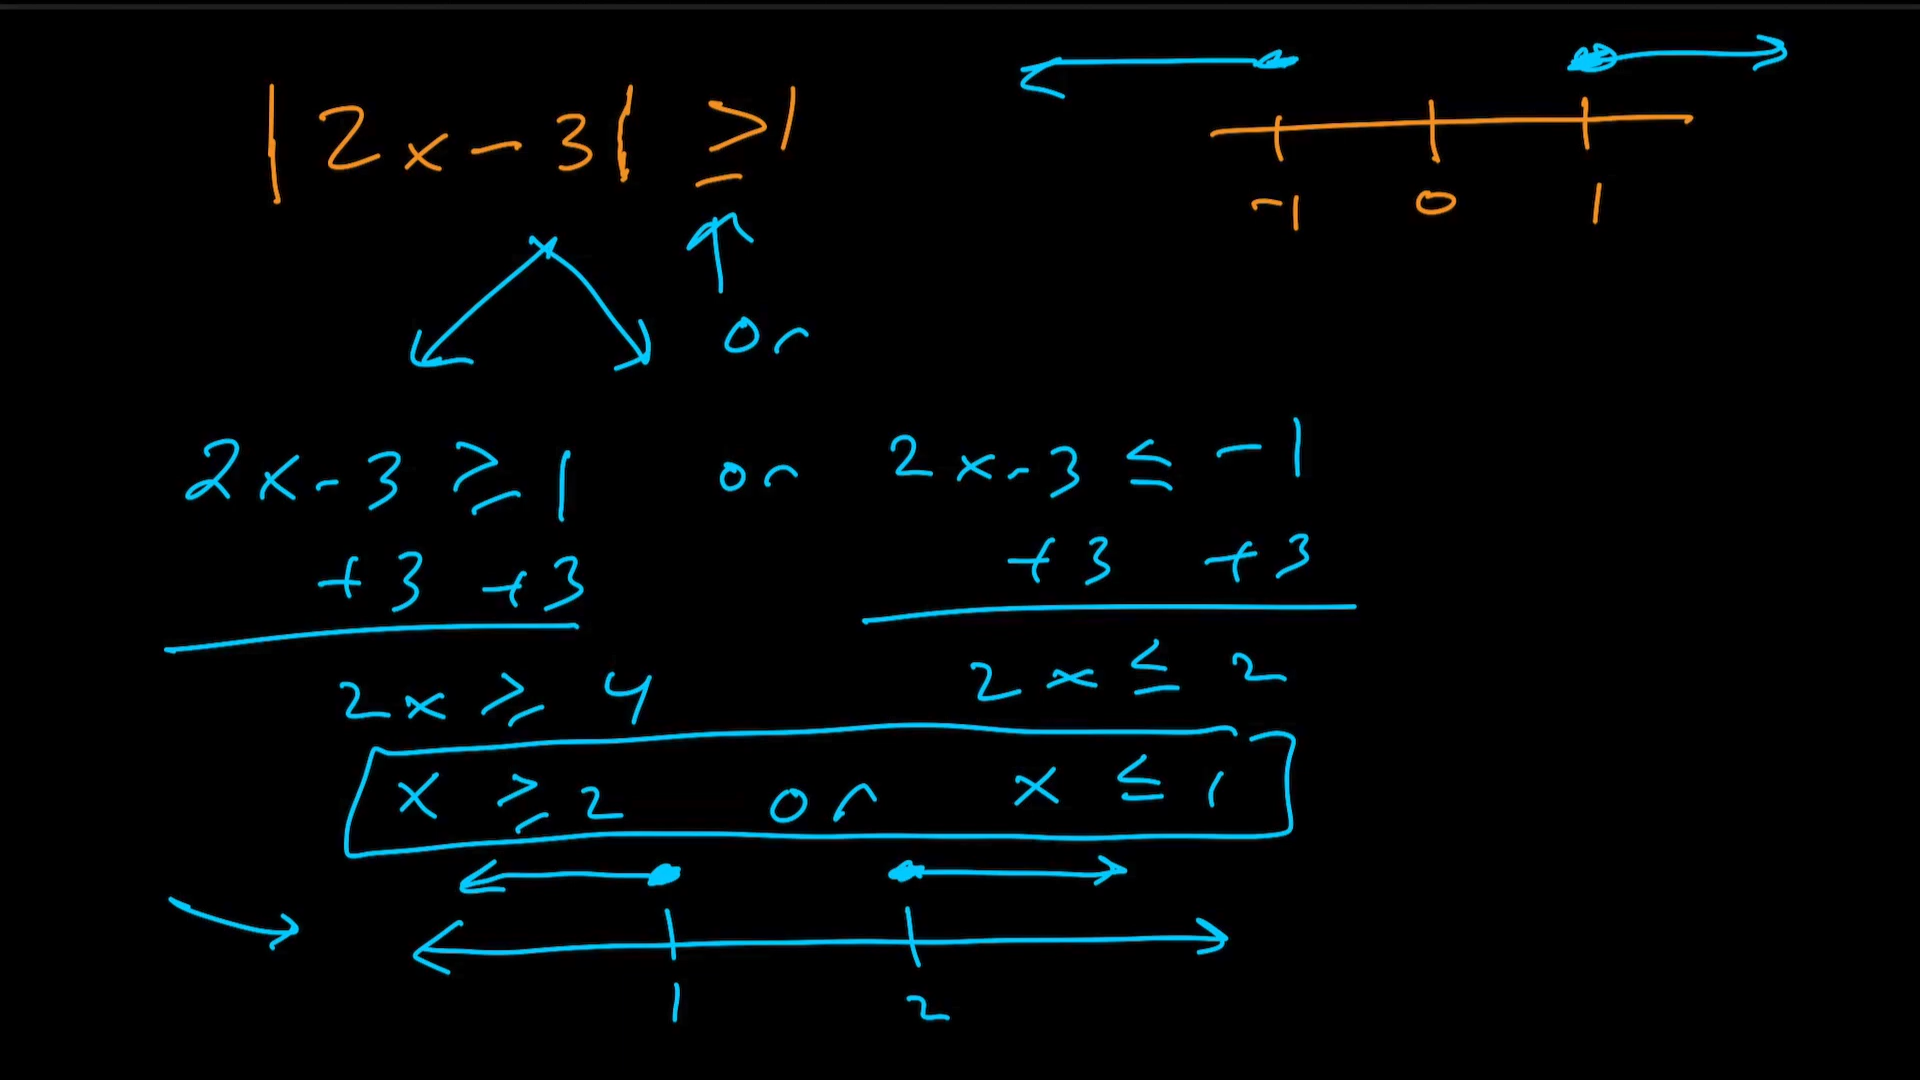 |2x-3| ≥ 1
-1 0 1
or
2x-3 ≥ 1 or 2x-3 ≤ -1
+3 +3 +3 +3
2x ≥ 4 2x ≤ 2
x ≥ 2 or x ≤ 1
1 2